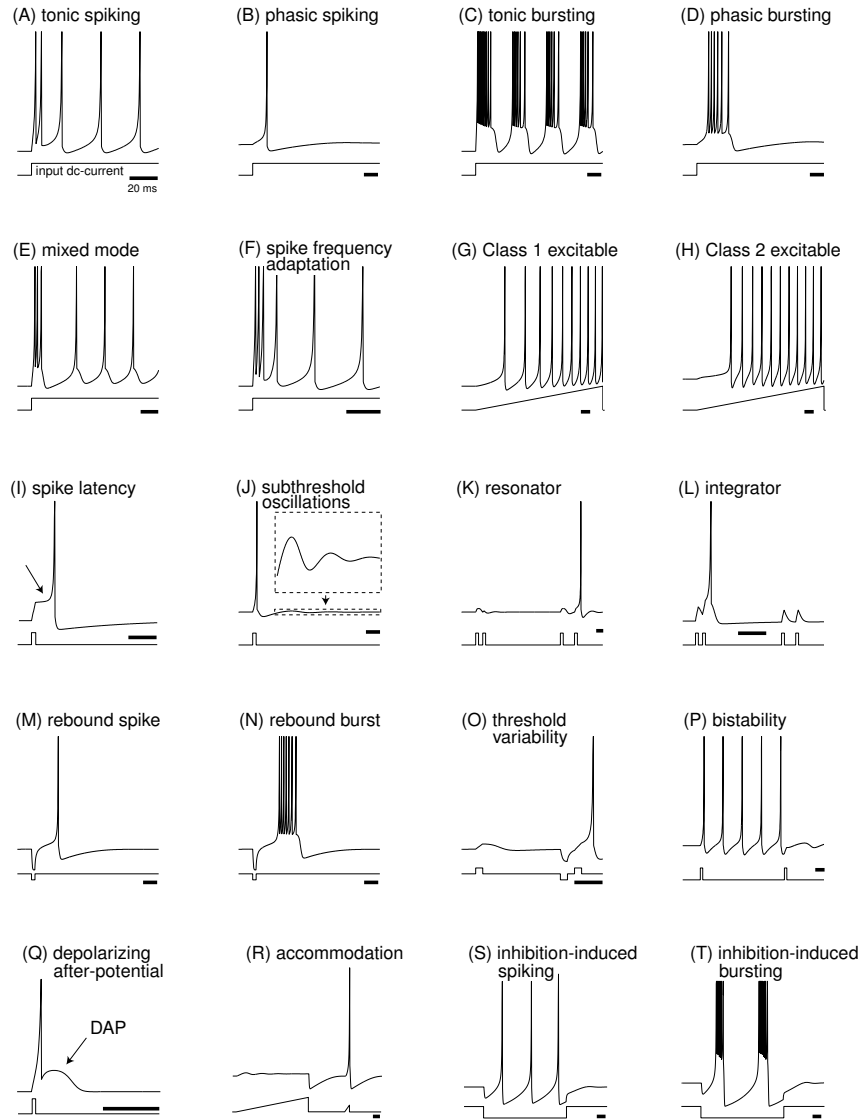 (A) tonic spiking
(B) phasic spiking
(C) tonic bursting
(D) phasic bursting
input dc-current
20 ms
(E) mixed mode
(F) spike frequency
adaptation
(G) Class 1 excitable
(H) Class 2 excitable
(I) spike latency
(J) subthreshold
oscillations
(K) resonator
(L) integrator
(M) rebound spike
(N) rebound burst
(O) threshold
variability
(P) bistability
(Q) depolarizing
after-potential
DAP
(R) accommodation
(S) inhibition-induced
spiking
(T) inhibition-induced
bursting